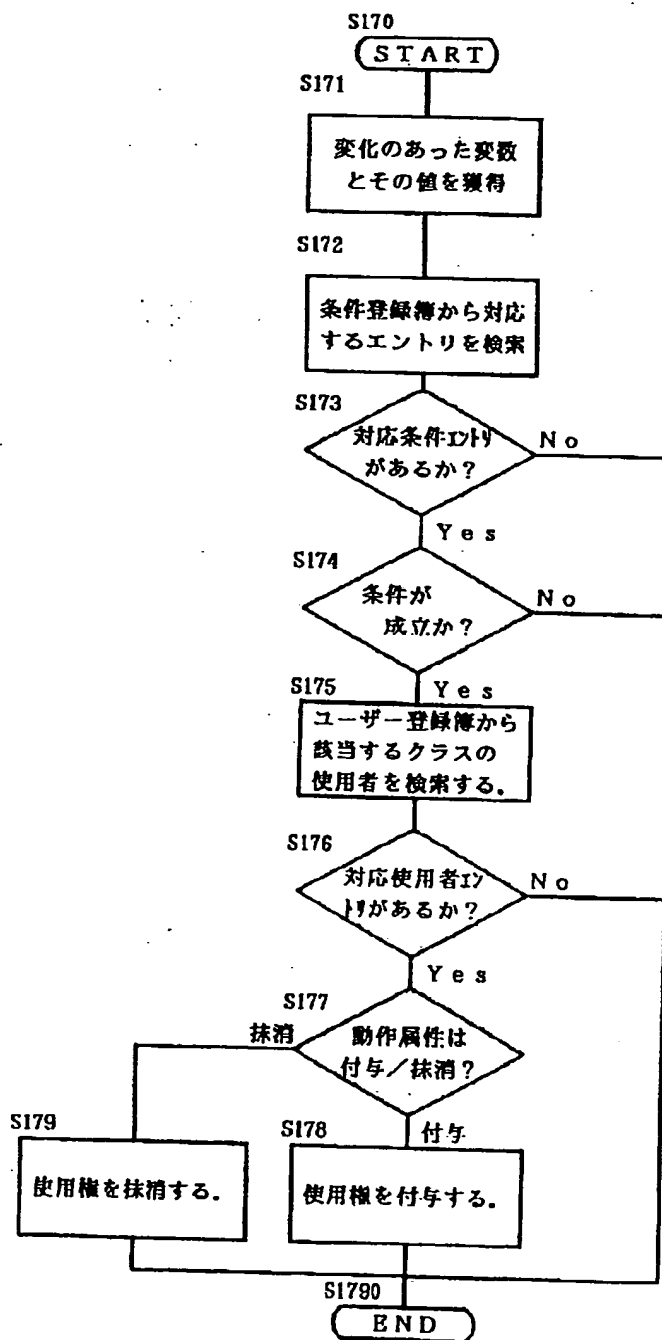 S170
START
S171
変化のあった変数
とその値を獲得
S172
条件登録簿から対応
するエントリを検索
S173
対応条件エントリ
があるか?
No
Yes
S174
条件が
成立か?
No
Yes
S175
ユーザー登録簿から
該当するクラスの
使用者を検索する。
S176
対応使用者エン
トリがあるか?
No
Yes
S177
抹消
動作属性は
付与/抹消?
S179
S178
付与
使用権を抹消する。
使用権を付与する。
S1790
END